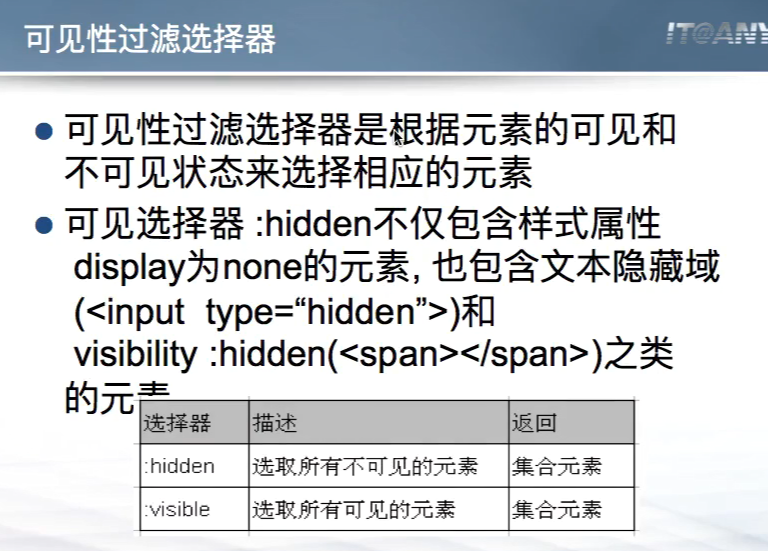 可见性过滤选择器
IT@ANY
可见性过滤选择器是根据元素的可见和
不可见状态来选择相应的元素
可见选择器 :hidden不仅包含样式属性
display为none的元素, 也包含文本隐藏域
(<input type=“hidden”>)和
visibility :hidden(<span></span>)之类
的元素
选择器 描述 返回
:hidden 选取所有不可见的元素 集合元素
:visible 选取所有可见的元素 集合元素